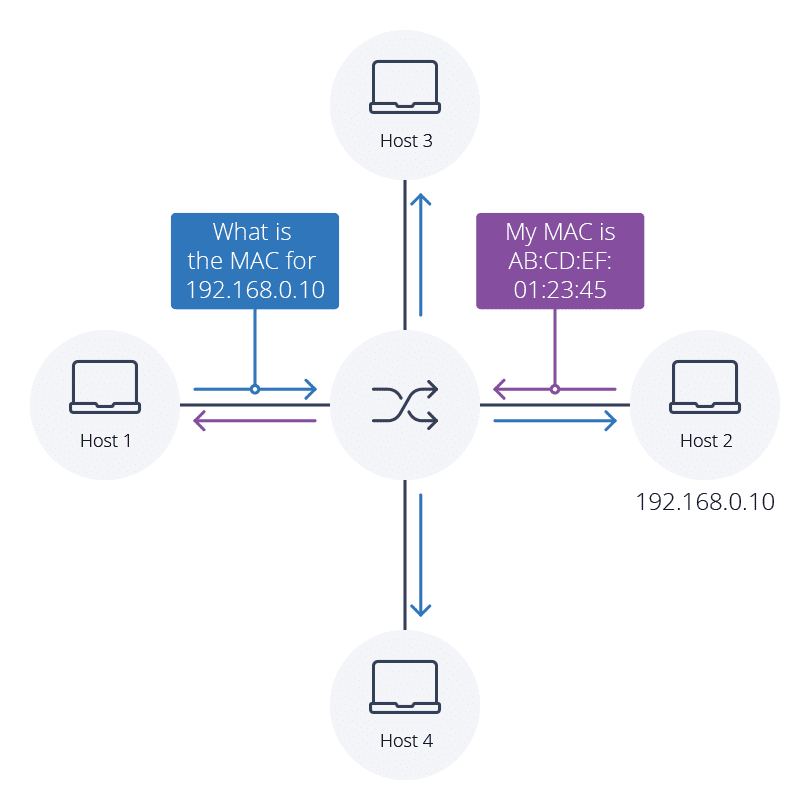 Host 3
What is
the MAC for
192.168.0.10
My MAC is
AB:CD:EF:
01:23:45
Host 1
Host 2
192.168.0.10
Host 4